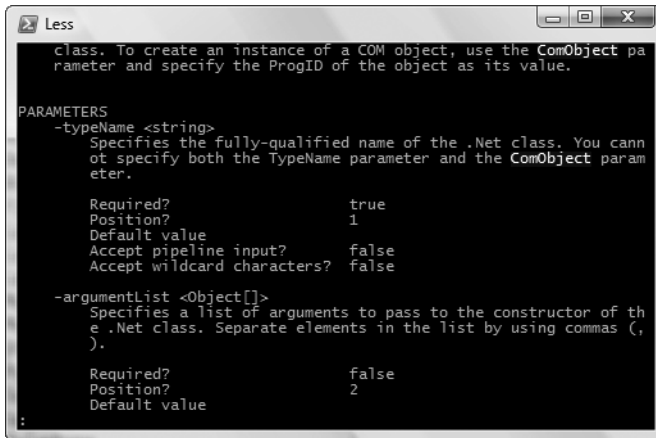 Less
class. To create an instance of a COM object, use the ComObject pa
rameter and specify the ProgID of the object as its value.
PARAMETERS
-typeName <string>
Specifies the fully-qualified name of the .Net class. You cann
ot specify both the TypeName parameter and the ComObject param
eter.
Required? true
Position? 1
Default value
Accept pipeline input? false
Accept wildcard characters? false
-argumentList <Object[]>
Specifies a list of arguments to pass to the constructor of th
e .Net class. Separate elements in the list by using commas (,
).
Required? false
Position? 2
Default value
: